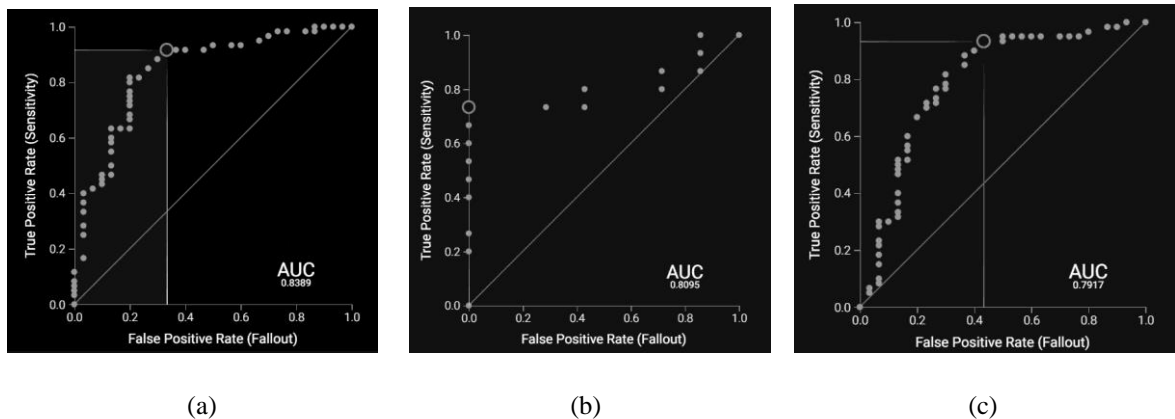 1.0
0.8
0.6
0.4
0.2
0.0
True Positive Rate (Sensitivity)
0.0 0.2 0.4 0.6 0.8 1.0
False Positive Rate (Fallout)
AUC
0.8389
(a)
1.0
0.8
0.6
0.4
0.2
0.0
True Positive Rate (Sensitivity)
0.0 0.2 0.4 0.6 0.8 1.0
False Positive Rate (Fallout)
AUC
0.8095
(b)
1.0
0.8
0.6
0.4
0.2
0.0
True Positive Rate (Sensitivity)
0.0 0.2 0.4 0.6 0.8 1.0
False Positive Rate (Fallout)
AUC
0.7917
(c)